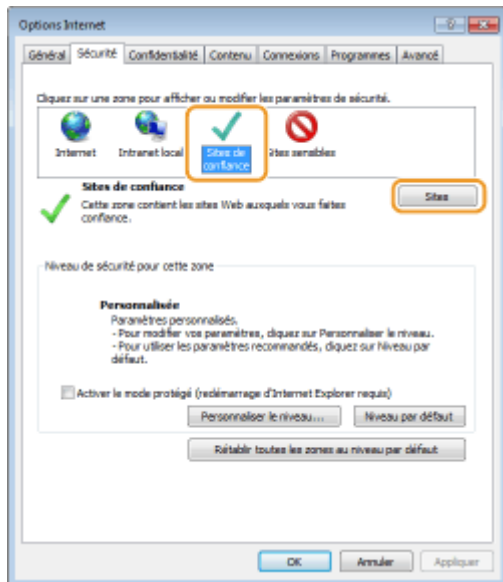 Options Internet
Général Sécurité Confidentialité Contenu Connexions Programmes Avancé
Cliquez sur une zone pour afficher ou modifier les paramètres de sécurité.
Internet Intranet local Sites de confiance Sites sensibles
Sites de confiance
Sites
Cette zone contient les sites Web auxquels vous faites
confiance.
Niveau de sécurité pour cette zone
Personnalisée
Paramètres personnalisés.
- Pour modifier vos paramètres, cliquez sur Personnaliser le niveau.
- Pour utiliser les paramètres recommandés, cliquez sur Niveau par
défaut.
Activer le mode protégé (redémarrage d'Internet Explorer requis)
Personnaliser le niveau... Niveau par défaut
Rétablir toutes les zones au niveau par défaut
OK Annuler Appliquer